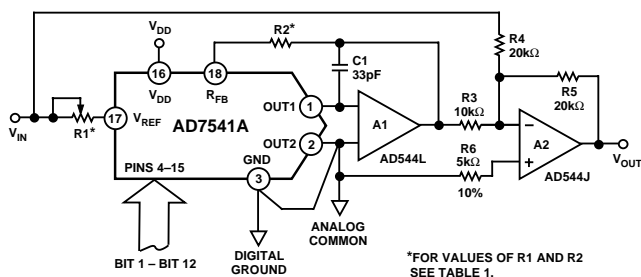 VDD
R2*
R4
20kΩ
C1
33pF
R5
20kΩ
16
18
VDD
RFB
OUT1
1
R3
10kΩ
VIN
R1*
17
VREF
AD7541A
A1
–
A2
+
VOUT
OUT2
2
R6
5kΩ
10%
AD544L
AD544J
PINS 4–15
GND
3
ANALOG
COMMON
DIGITAL
GROUND
BIT 1 – BIT 12
*FOR VALUES OF R1 AND R2
SEE TABLE 1.